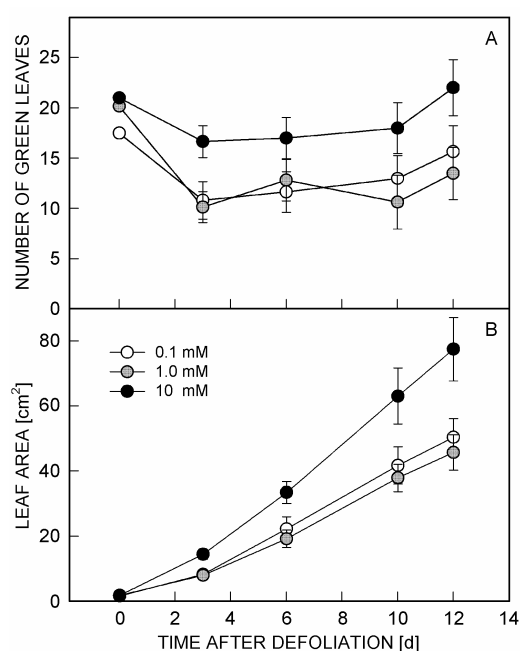 A
25
20
15
10
5
0
NUMBER OF GREEN LEAVES
B
0.1 mM
1.0 mM
10 mM
80
60
40
20
0
LEAF AREA [cm²]
0 2 4 6 8 10 12 14
TIME AFTER DEFOLIATION [d]